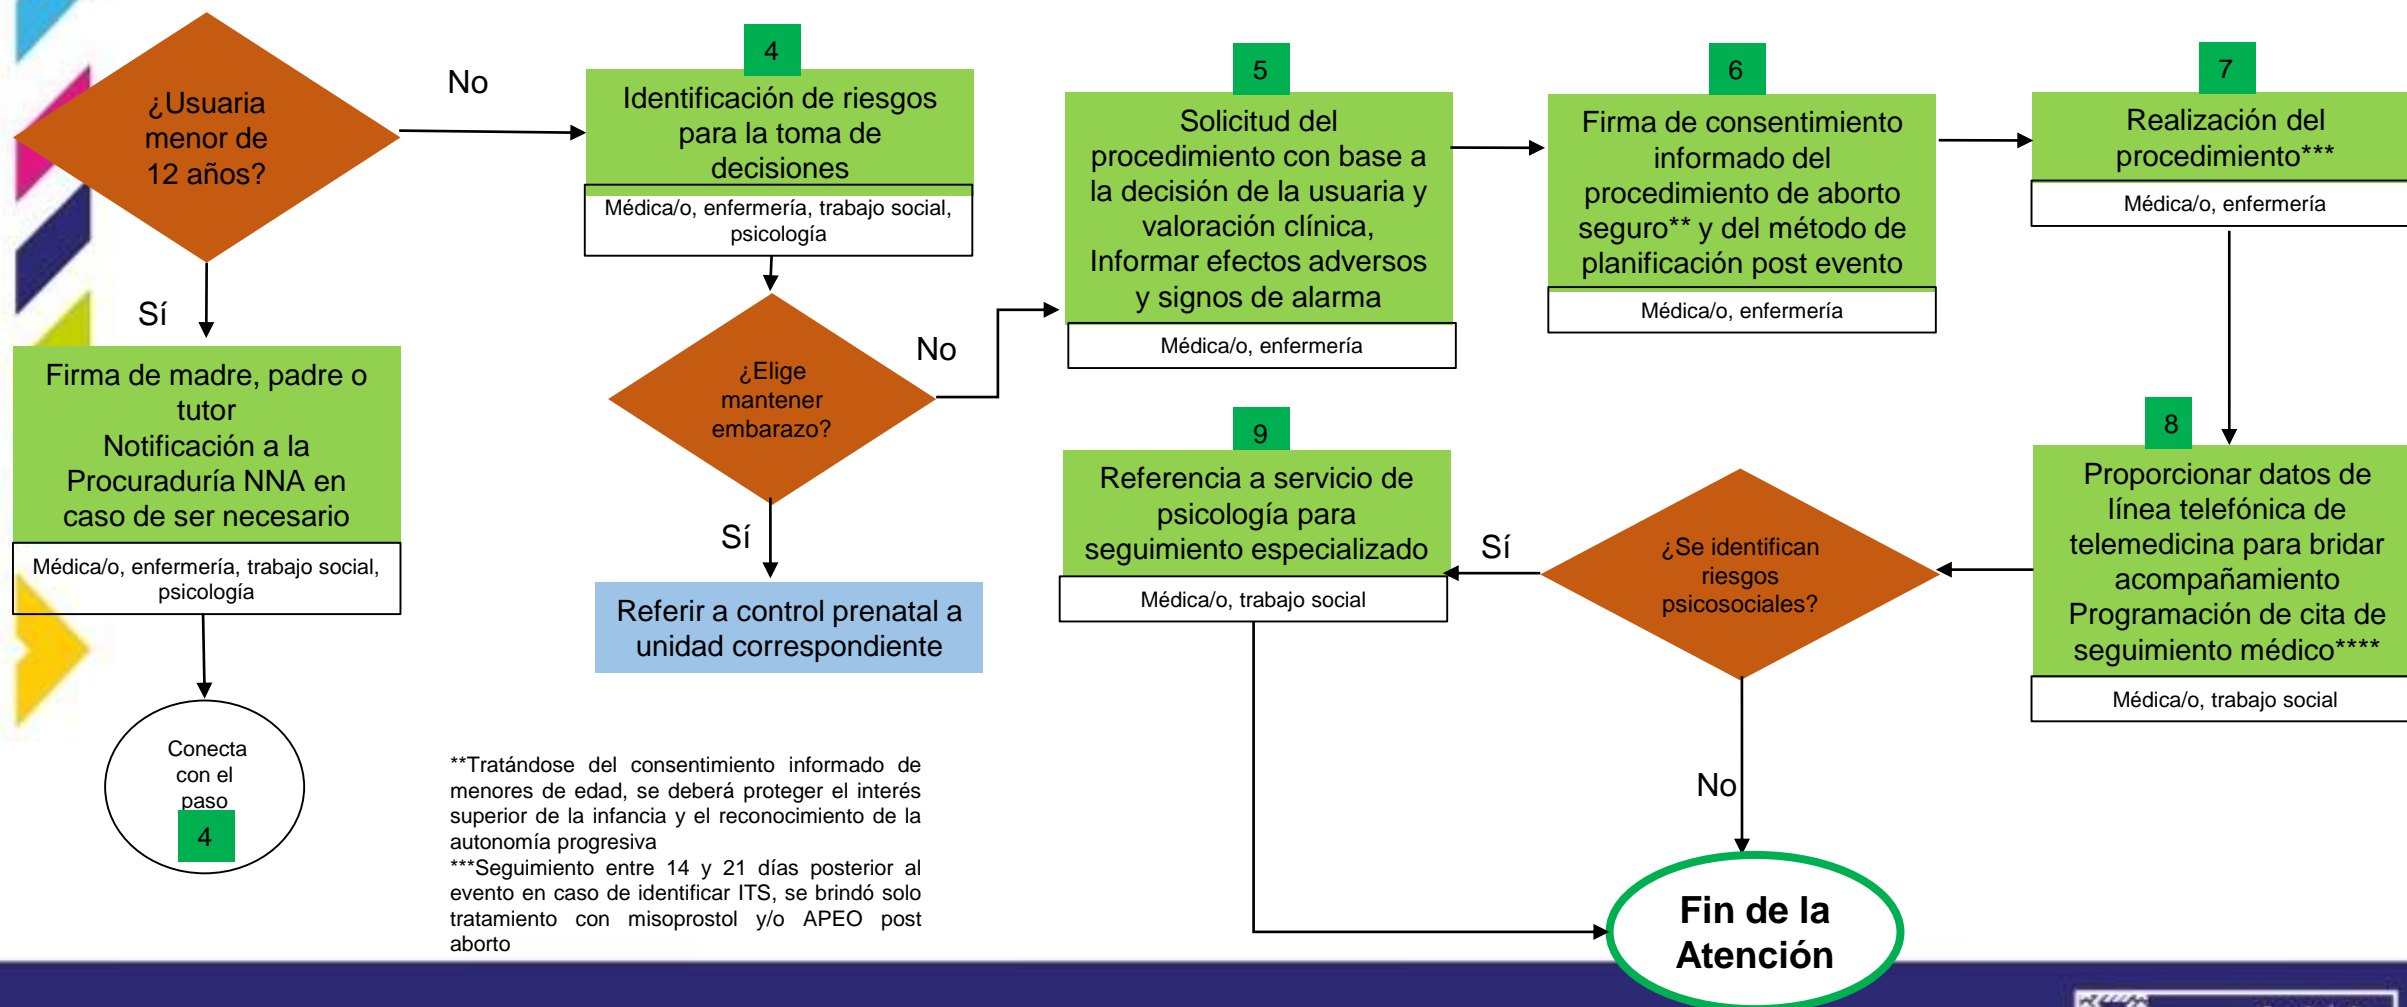 ¿Usuaria
menor de
12 años?
No
Sí
Firma de madre, padre o
tutor
Notificación a la
Procuraduría NNA en
caso de ser necesario
Médica/o, enfermería, trabajo social,
psicología
Conecta
con el
paso
4
4
Identificación de riesgos
para la toma de
decisiones
Médica/o, enfermería, trabajo social,
psicología
¿Elige
mantener
embarazo?
No
Sí
Referir a control prenatal a
unidad correspondiente
5
Solicitud del
procedimiento con base a
la decisión de la usuaria y
valoración clínica,
Informar efectos adversos
y signos de alarma
Médica/o, enfermería
6
Firma de consentimiento
informado del
procedimiento de aborto
seguro** y del método de
planificación post evento
Médica/o, enfermería
7
Realización del
procedimiento***
Médica/o, enfermería
8
Proporcionar datos de
línea telefónica de
telemedicina para bridar
acompañamiento
Programación de cita de
seguimiento médico****
Médica/o, trabajo social
¿Se identifican
riesgos
psicosociales?
Sí
No
9
Referencia a servicio de
psicología para
seguimiento especializado
Médica/o, trabajo social
Fin de la
Atención
**Tratándose del consentimiento informado de
menores de edad, se deberá proteger el interés
superior de la infancia y el reconocimiento de la
autonomía progresiva
***Seguimiento entre 14 y 21 días posterior al
evento en caso de identificar ITS, se brindó solo
tratamiento con misoprostol y/o APEO post
aborto